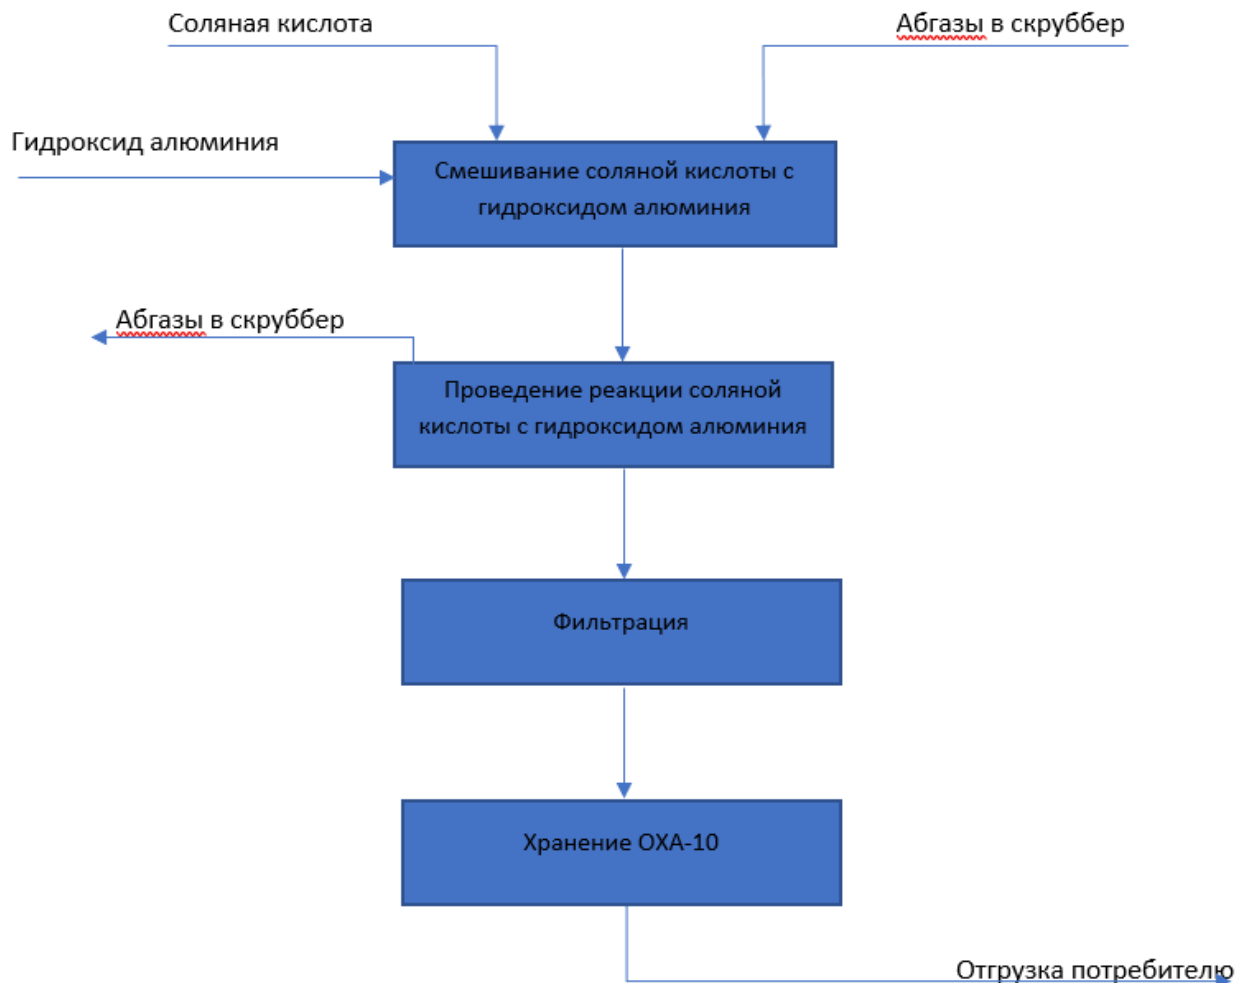 Соляная кислота
Абгазы в скруббер
Гидроксид алюминия
Смешивание соляной кислоты с
гидроксидом алюминия
Абгазы в скруббер
Проведение реакции соляной
кислоты с гидроксидом алюминия
Фильтрация
Хранение ОХА-10
Отгрузка потребителю